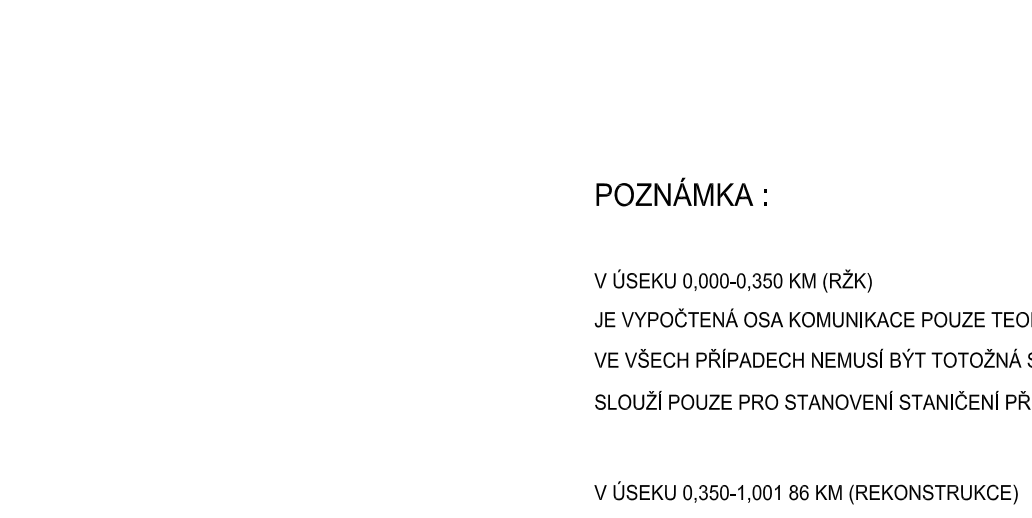 POZNÁMKA :
V ÚSEKU 0,000-0,350 KM (RŽK)
JE VYPOČTENÁ OSA KOMUNIKACE POUZE
VE VŠECH PŘÍPADECH NEMUSÍ BÝT TOTOŽNÁ
SLOUŽÍ POUZE PRO STANOVENÍ STANIČENÍ
V ÚSEKU 0,350-1,001 86 KM (REKONSTRUKCE)